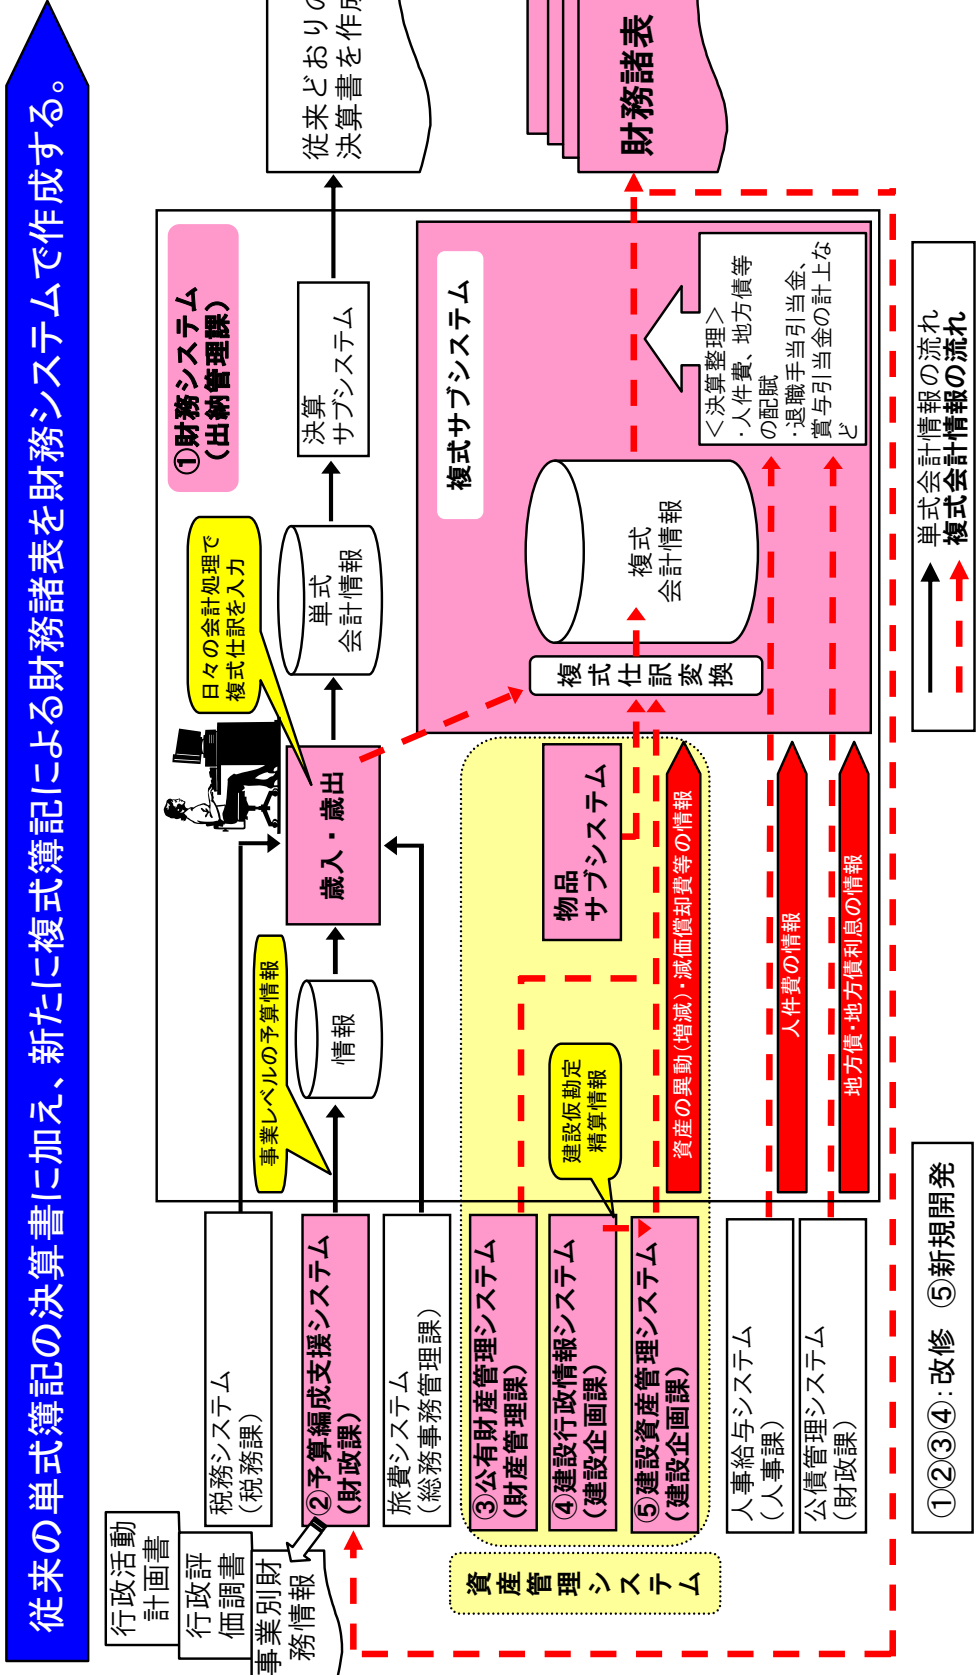 従来の単式簿記の決算書に加え、新たに複式簿記による財務諸表を財務システムで作成する。
行政活動
計画書
行政評
価調書
事業別財
務情報
税務システム
(税務課)
②予算編成支援システム
(財政課)
旅費システム
(総務事務管理課)
③公有財産管理システム
(財産管理課)
④建設行政情報システム
(建設企画課)
⑤建設資産管理システム
(建設企画課)
人事給与システム
(人事課)
公債管理システム
(財政課)
資産管理システム
①②③④:改修 ⑤新規開発
事業レベルの予算情報
情報
建設仮勘定
精算情報
歳入・歳出
日々の会計処理で
複式仕訳を入力
物品
サブシステム
資産の異動(増減)・減価償却費等の情報
人件費の情報
地方債・地方債利息の情報
①財務システム
(出納管理課)
単式
会計情報
決算
サブシステム
複式サブシステム
複式仕訳変換
複式
会計情報
<決算整理>
・人件費、地方債等
の配賦
・退職手当引当金、
賞与引当金の計上な
ど
従来どおりの
決算書を作成
財務諸表
単式会計情報の流れ
複式会計情報の流れ